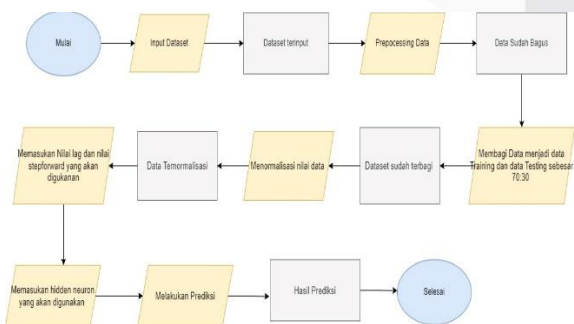 Mulai
Input Dataset
Dataset terinput
Prepocessing Data
Data Sudah Bagus
Membagi Data menjadi data
Training dan data Testing sebesar
70:30
Dataset sudah terbagi
Menormalisasi nilai data
Data Ternormalisasi
Memasukan Nilai lag dan nilai
stepforward yang akan
digukanan
Memasukan hidden neuron
yang akan digunakan
Melakukan Prediksi
Hasil Prediksi
Selesai